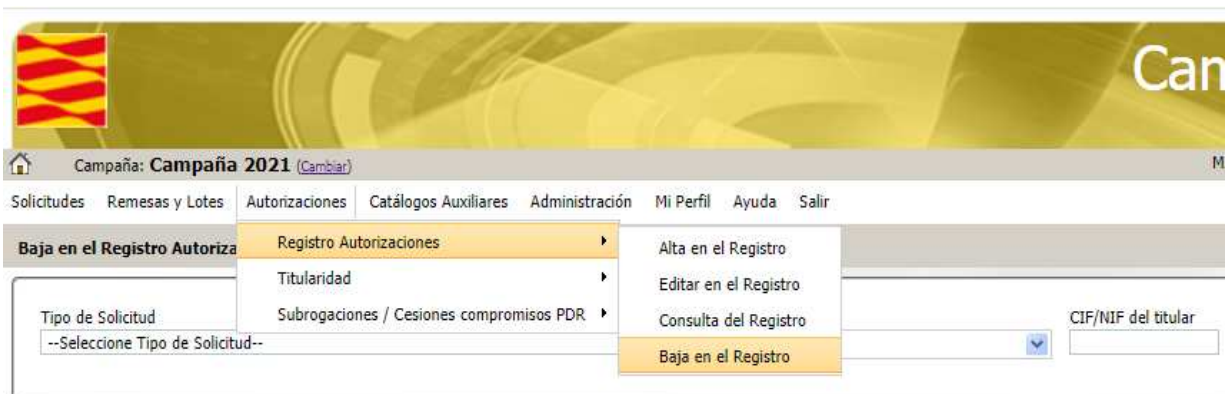 Can
Campaña: Campaña 2021 (Cambiar)
M
Solicitudes Remesas y Lotes Autorizaciones Catálogos Auxiliares Administración Mi Perfil Ayuda Salir
Baja en el Registro Autoriza
Registro Autorizaciones
Titularidad
Subrogaciones / Cesiones compromisos PDR
Alta en el Registro
Editar en el Registro
Consulta del Registro
Baja en el Registro
Tipo de Solicitud
--Seleccione Tipo de Solicitud--
CIF/NIF del titular